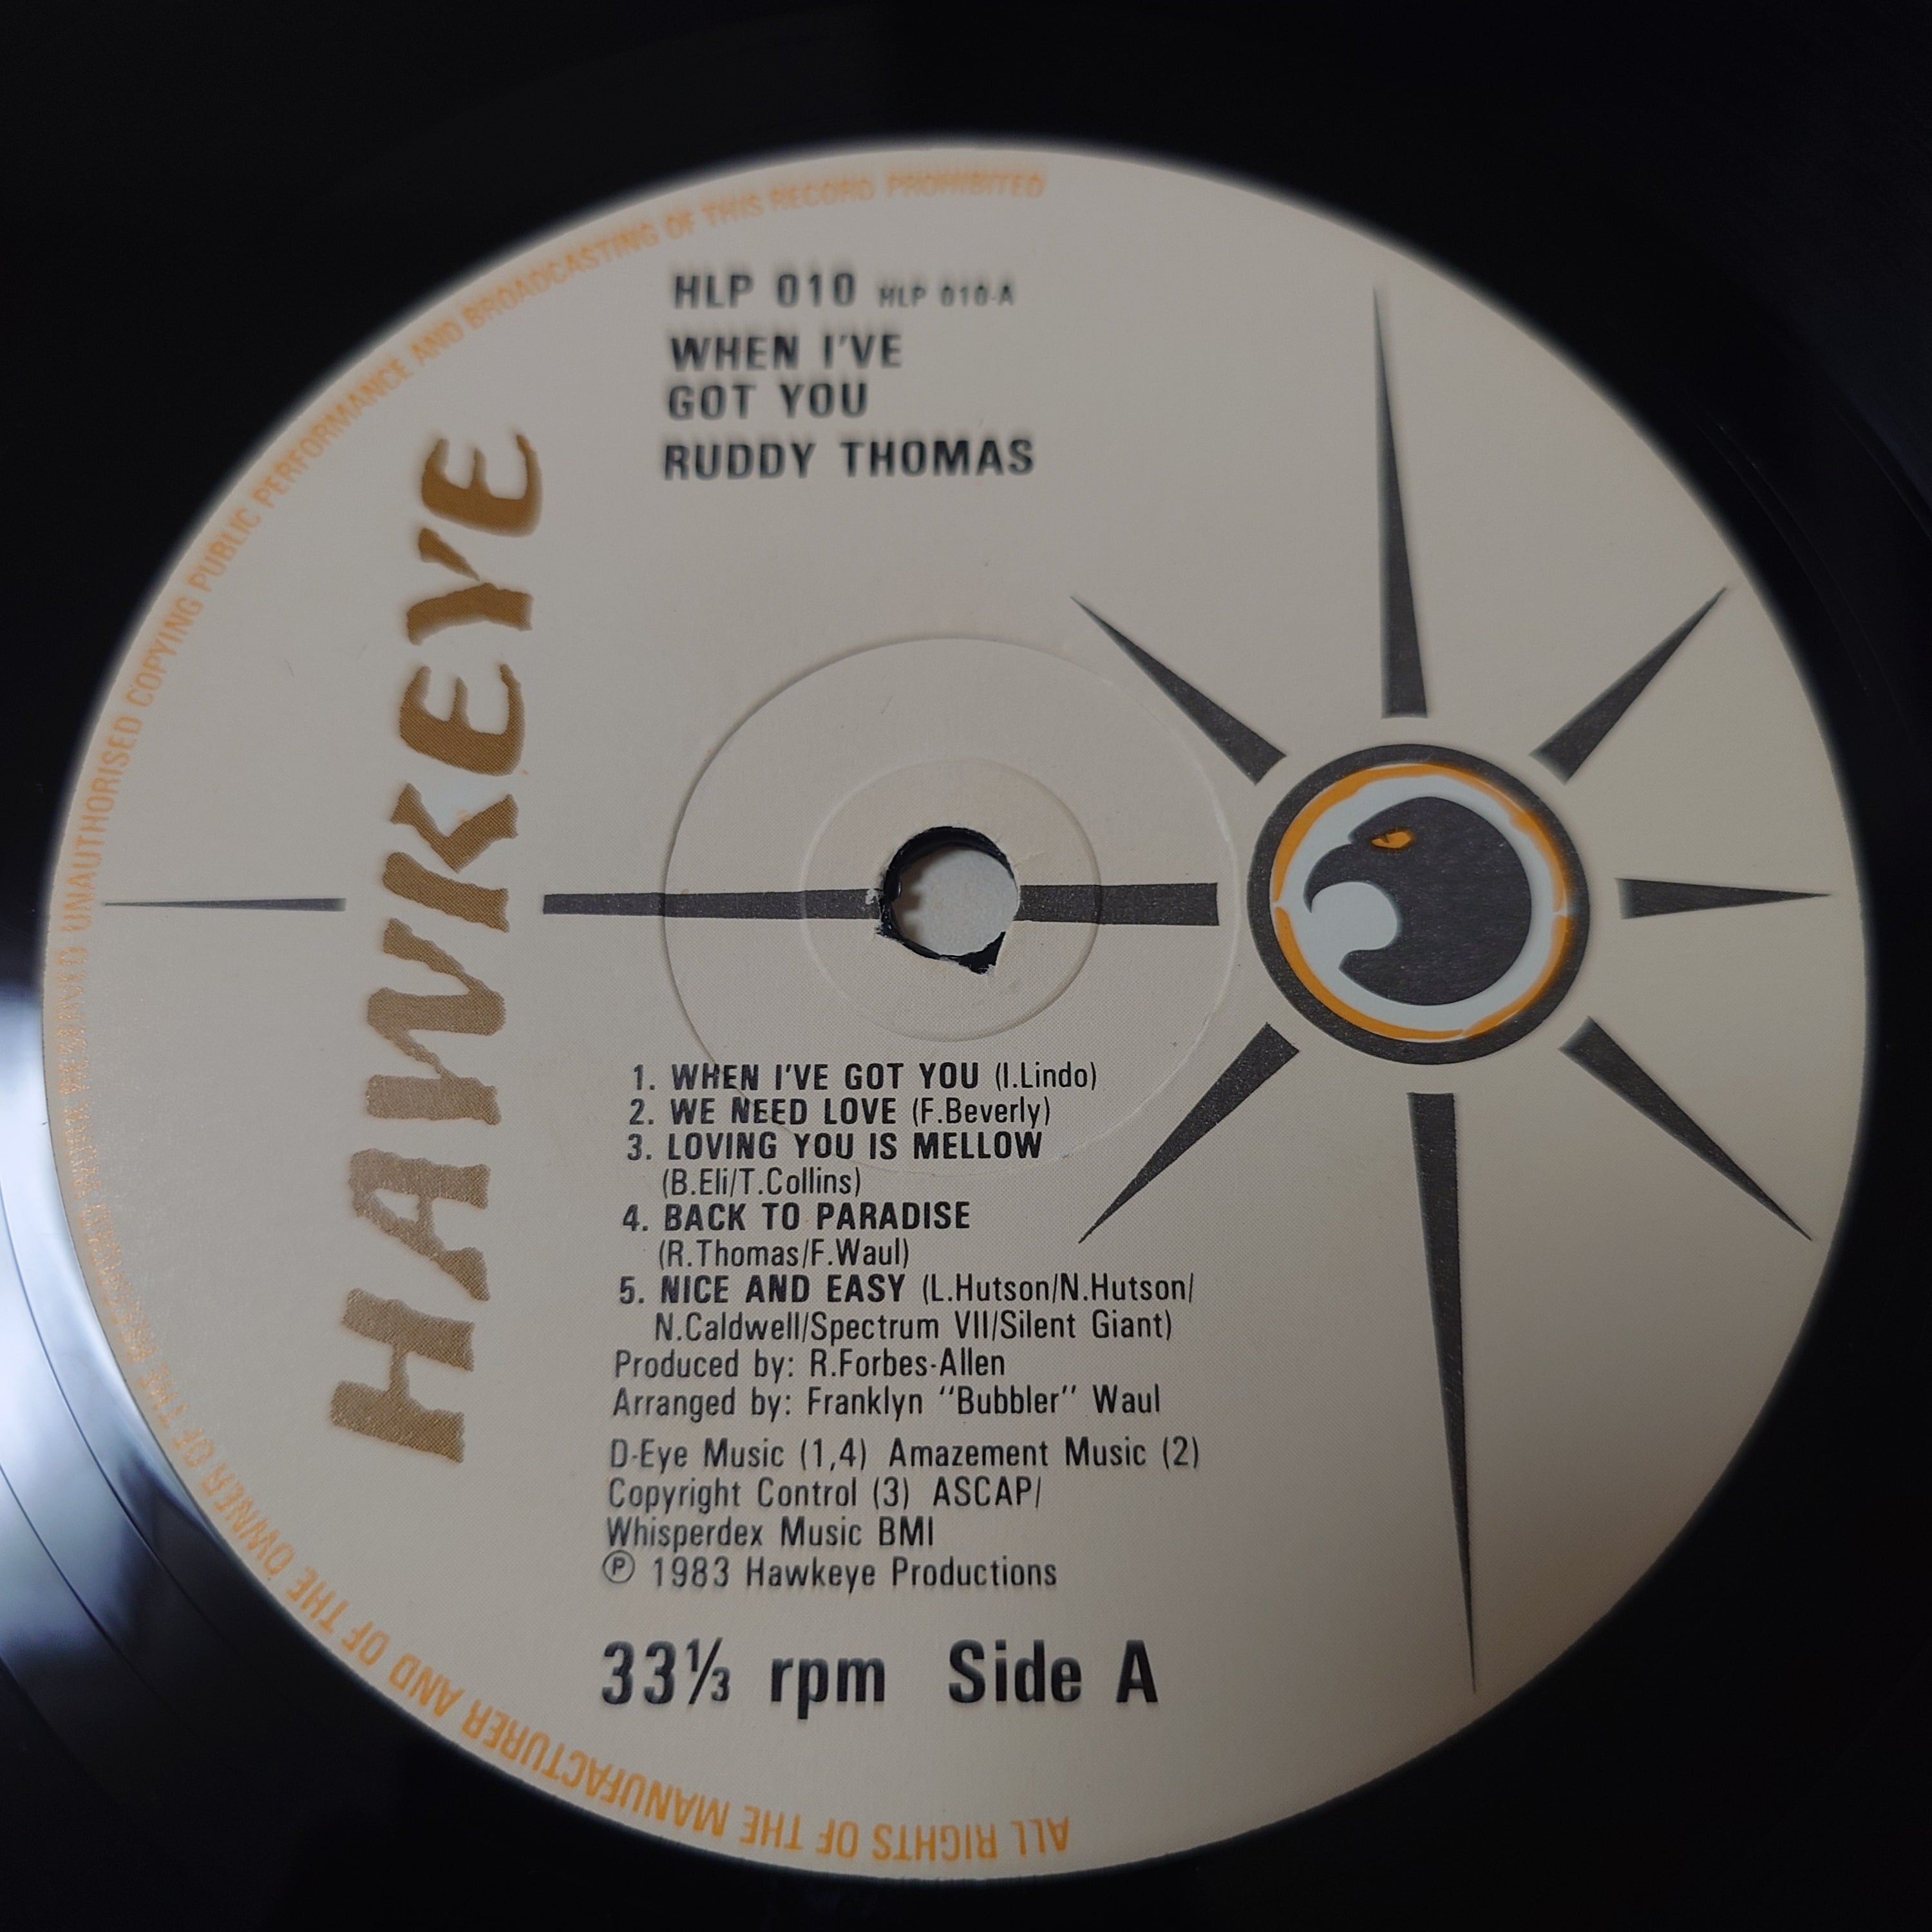 HLP 010 HLP 010-A
WHEN I'VE
GOT YOU
RUDDY THOMAS
HAWKEYE
1. WHEN I'VE GOT YOU (I.Lindo)
2. WE NEED LOVE (F.Beverly)
3. LOVING YOU IS MELLOW
(B.Eli/T.Collins)
4. BACK TO PARADISE
(R.Thomas/F.Waul)
5. NICE AND EASY (L.Hutson/N.Hutson/
N.Caldwell/Spectrum VII/Silent Giant)
Produced by: R.Forbes-Allen
Arranged by: Franklyn "Bubbler" Waul
D-Eye Music (1,4) Amazement Music (2)
Copyright Control (3) ASCAP/
Whisperdex Music BMI
℗ 1983 Hawkeye Productions
33⅓ rpm Side A
ALL RIGHTS OF THE MANUFACTURER AND OF THE OWNER OF THE RECORDED WORK RESERVED UNAUTHORISED COPYING PUBLIC PERFORMANCE AND BROADCASTING OF THIS RECORD PROHIBITED